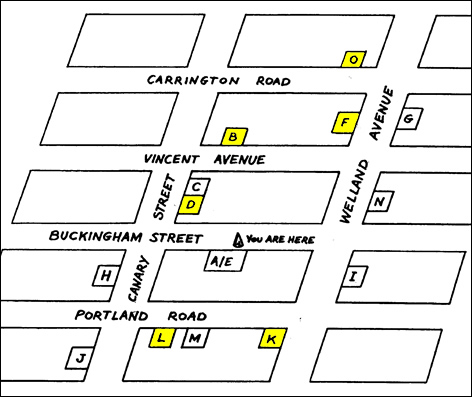 O
CARRINGTON ROAD
B
F
G
VINCENT AVENUE
WELLAND AVENUE
C
D
N
CANARY STREET
BUCKINGHAM STREET
YOU ARE HERE
A/E
H
I
PORTLAND ROAD
L
M
K
J